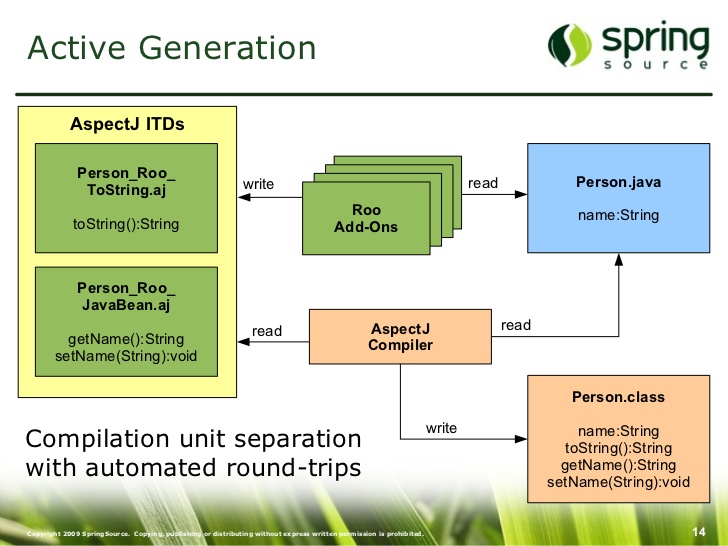 Active Generation
spring
source
AspectJ ITDs
Person_Roo_
ToString.aj
toString():String
write
Roo
Add-Ons
read
Person.java
name:String
Person_Roo_
JavaBean.aj
getName():String
setName(String):void
read
AspectJ
Compiler
read
write
Person.class
name:String
toString():String
getName():String
setName(String):void
Compilation unit separation
with automated round-trips
Copyright 2009 SpringSource. Copying, publishing or distributing without express written permission is prohibited.
14